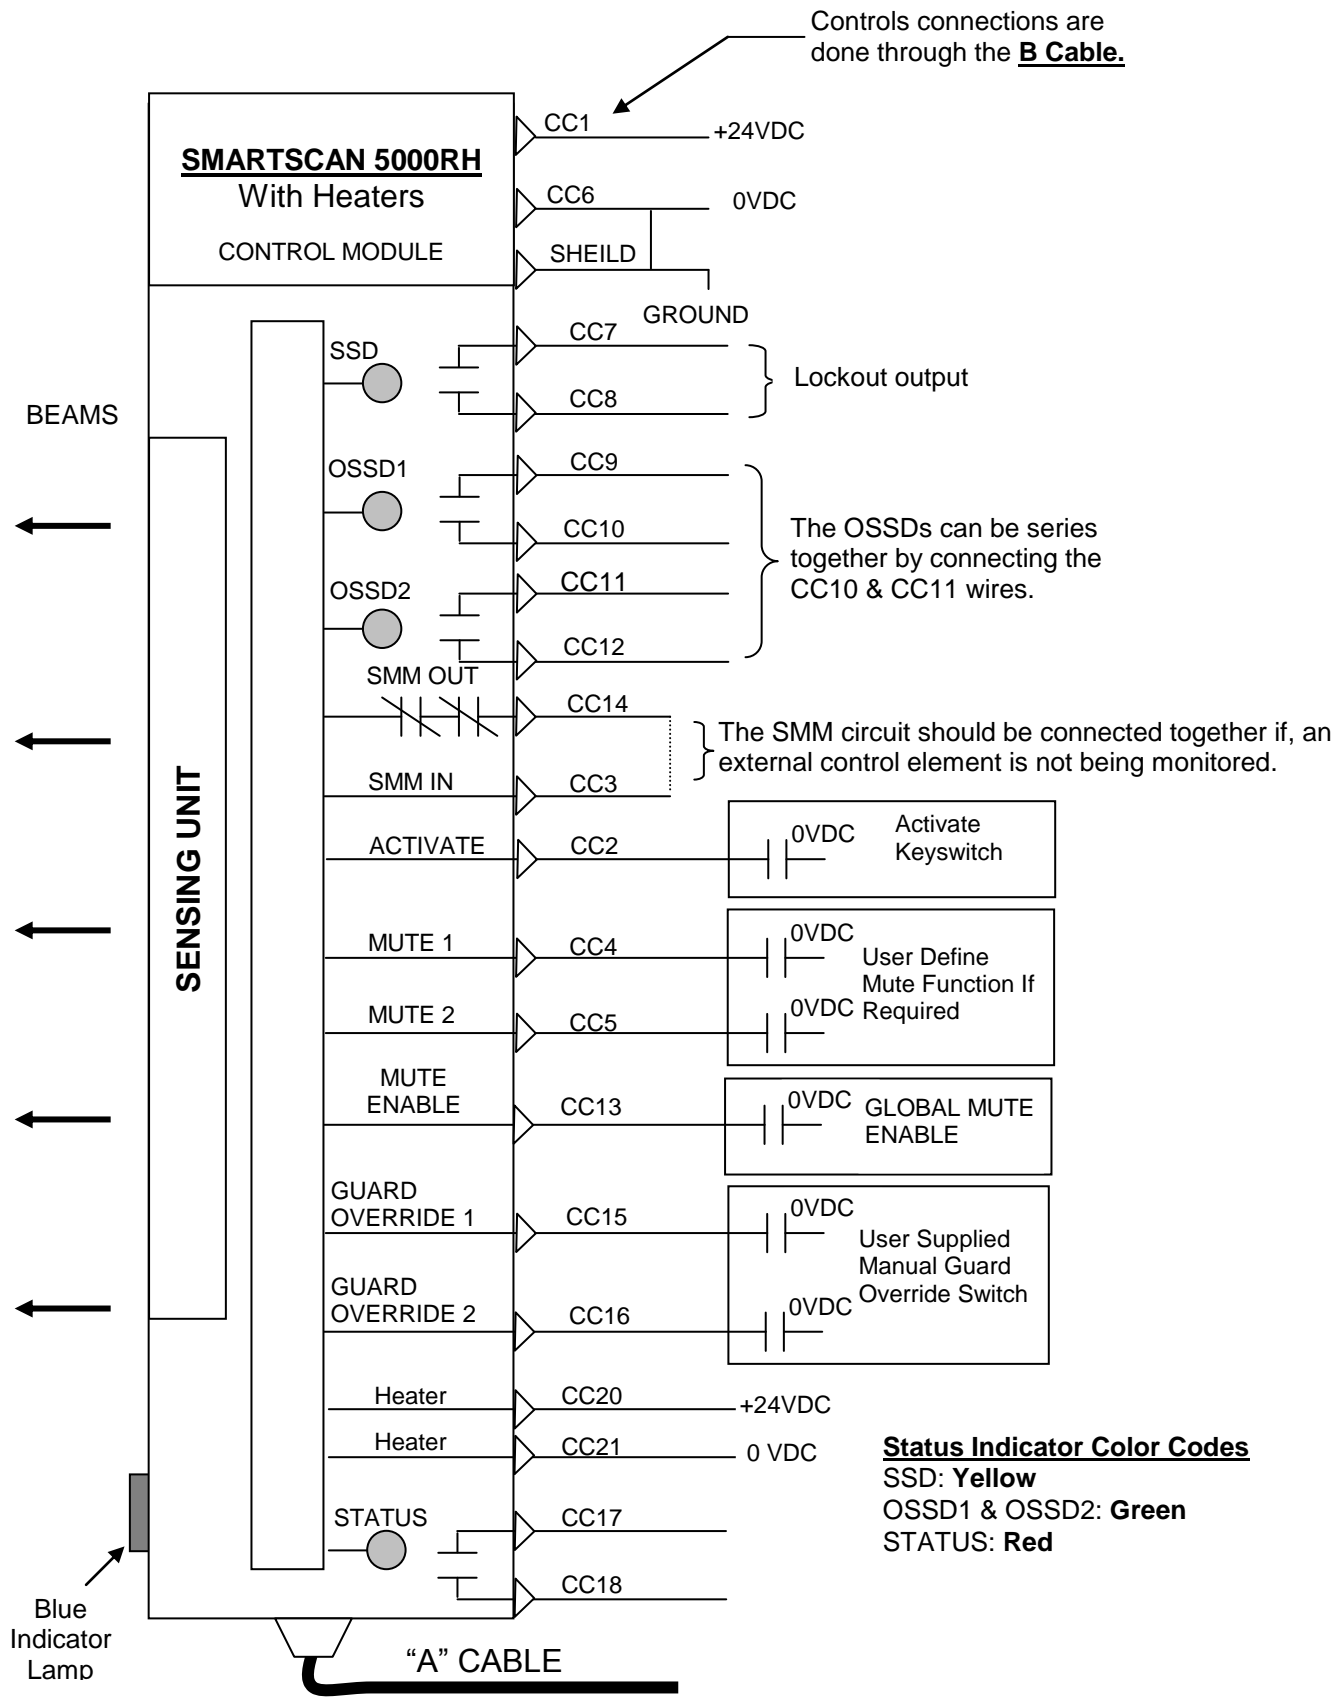 Controls connections are
done through the B Cable.
SMARTSCAN 5000RH
With Heaters
CONTROL MODULE
CC1
+24VDC
CC6
0VDC
SHEILD
GROUND
BEAMS
SENSING UNIT
SSD
CC7
CC8
Lockout output
OSSD1
CC9
CC10
OSSD2
CC11
CC12
The OSSDs can be series
together by connecting the
CC10 & CC11 wires.
SMM OUT
CC14
SMM IN
CC3
The SMM circuit should be connected together if, an
external control element is not being monitored.
ACTIVATE
CC2
0VDC
Activate
Keyswitch
MUTE 1
CC4
0VDC
MUTE 2
CC5
0VDC
User Define
Mute Function If
Required
MUTE
ENABLE
CC13
0VDC
GLOBAL MUTE
ENABLE
GUARD
OVERRIDE 1
CC15
0VDC
GUARD
OVERRIDE 2
CC16
0VDC
User Supplied
Manual Guard
Override Switch
Heater
CC20
+24VDC
Heater
CC21
0 VDC
STATUS
CC17
CC18
Status Indicator Color Codes
SSD: Yellow
OSSD1 & OSSD2: Green
STATUS: Red
Blue
Indicator
Lamp
“A” CABLE